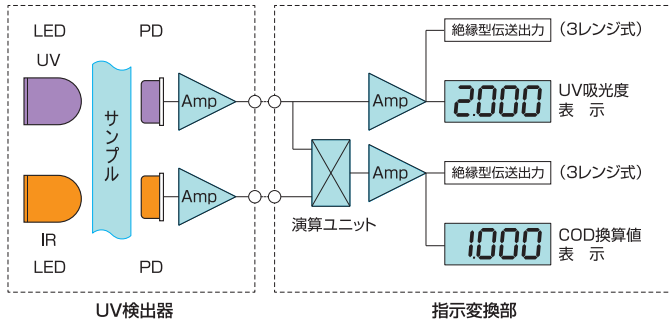 LED
PD
UV
サンプル
Amp
Amp
IR
LED
PD
UV検出器
絶縁型伝送出力
(3レンジ式)
Amp
2.000
UV吸光度
表 示
演算ユニット
Amp
絶縁型伝送出力
(3レンジ式)
1.000
COD換算値
表 示
指示変換部